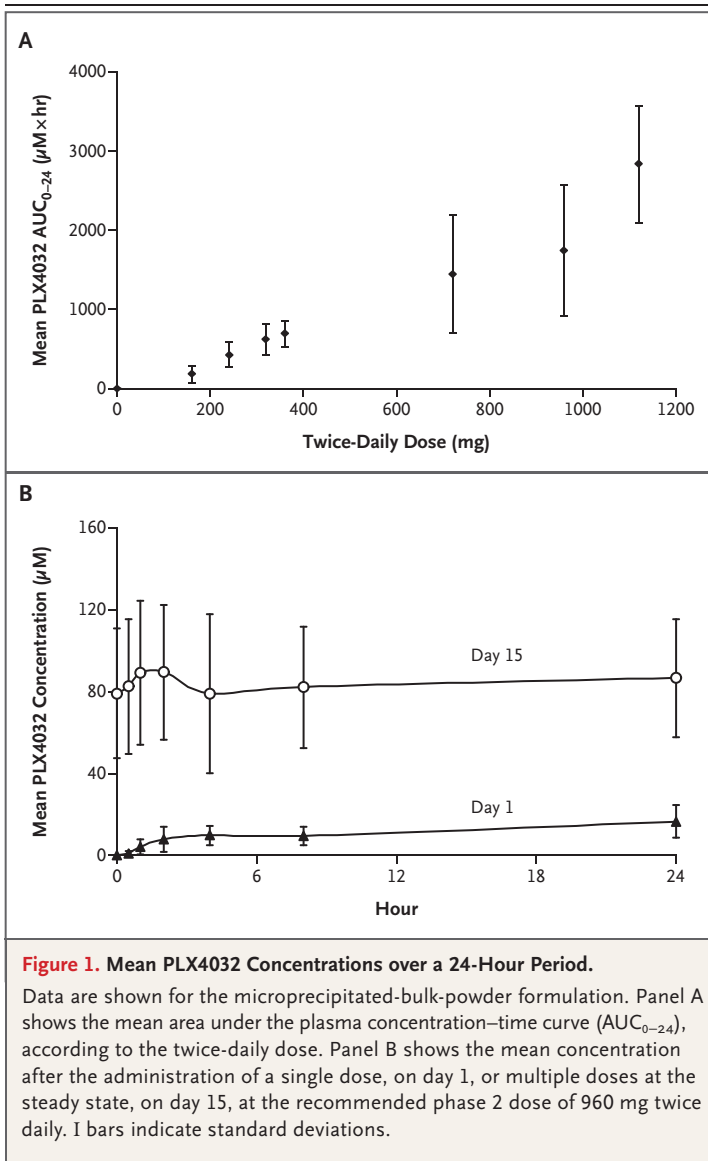 A
4000
3000
2000
1000
0
Mean PLX4032 AUC₀₋₂₄ (µM×hr)
0 200 400 600 800 1000 1200
Twice-Daily Dose (mg)
B
160
120
80
40
0
Mean PLX4032 Concentration (µM)
Day 15
Day 1
0 6 12 18 24
Hour
Figure 1. Mean PLX4032 Concentrations over a 24-Hour Period.
Data are shown for the microprecipitated-bulk-powder formulation. Panel A
shows the mean area under the plasma concentration–time curve (AUC₀₋₂₄),
according to the twice-daily dose. Panel B shows the mean concentration
after the administration of a single dose, on day 1, or multiple doses at the
steady state, on day 15, at the recommended phase 2 dose of 960 mg twice
daily. I bars indicate standard deviations.